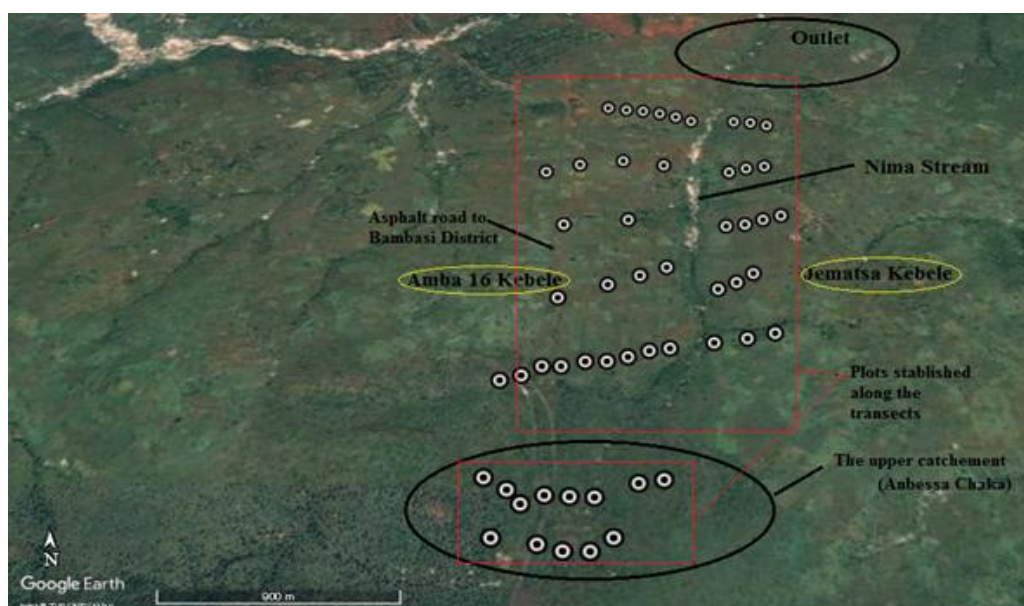 Outlet
Nima Stream
Asphalt road to
Bambasi District
Amba 16 Kebele
Jematsa Kebele
Plots stablished
along the
transects
The upper catchement
(Anbessa Chaka)
N
Google Earth
900 m